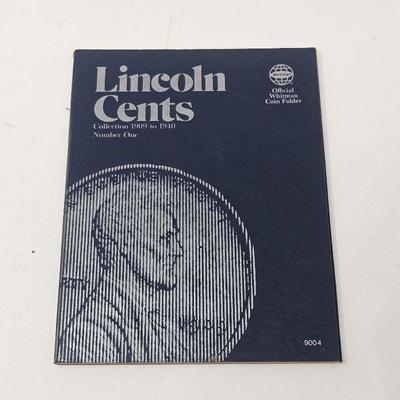 Lincoln
Cents
Collection 1909 to 1940
Number One
Official
Whitman
Coin Folder
9004